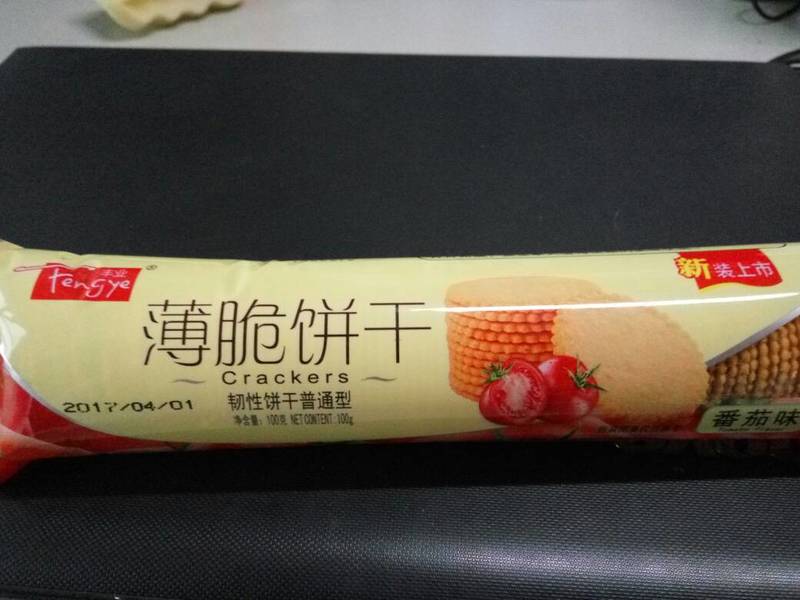 丰业
fengye
®
新装上市
薄脆饼干
Crackers
2017/04/01
韧性饼干普通型
净含量：100克 NET CONTENT：100g
番茄味